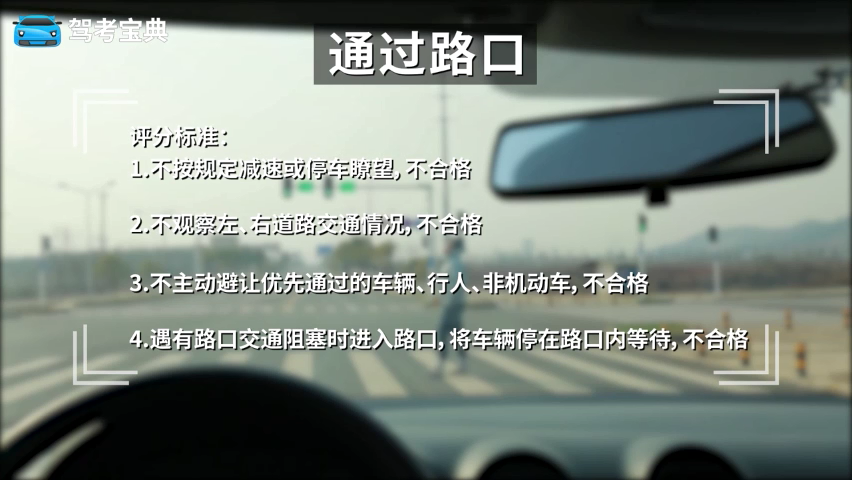 驾考宝典
通过路口
评分标准：
1.不按规定减速或停车瞭望，不合格
2.不观察左、右道路交通情况，不合格
3.不主动避让优先通过的车辆、行人、非机动车，不合格
4.遇有路口交通阻塞时进入路口，将车辆停在路口内等待，不合格